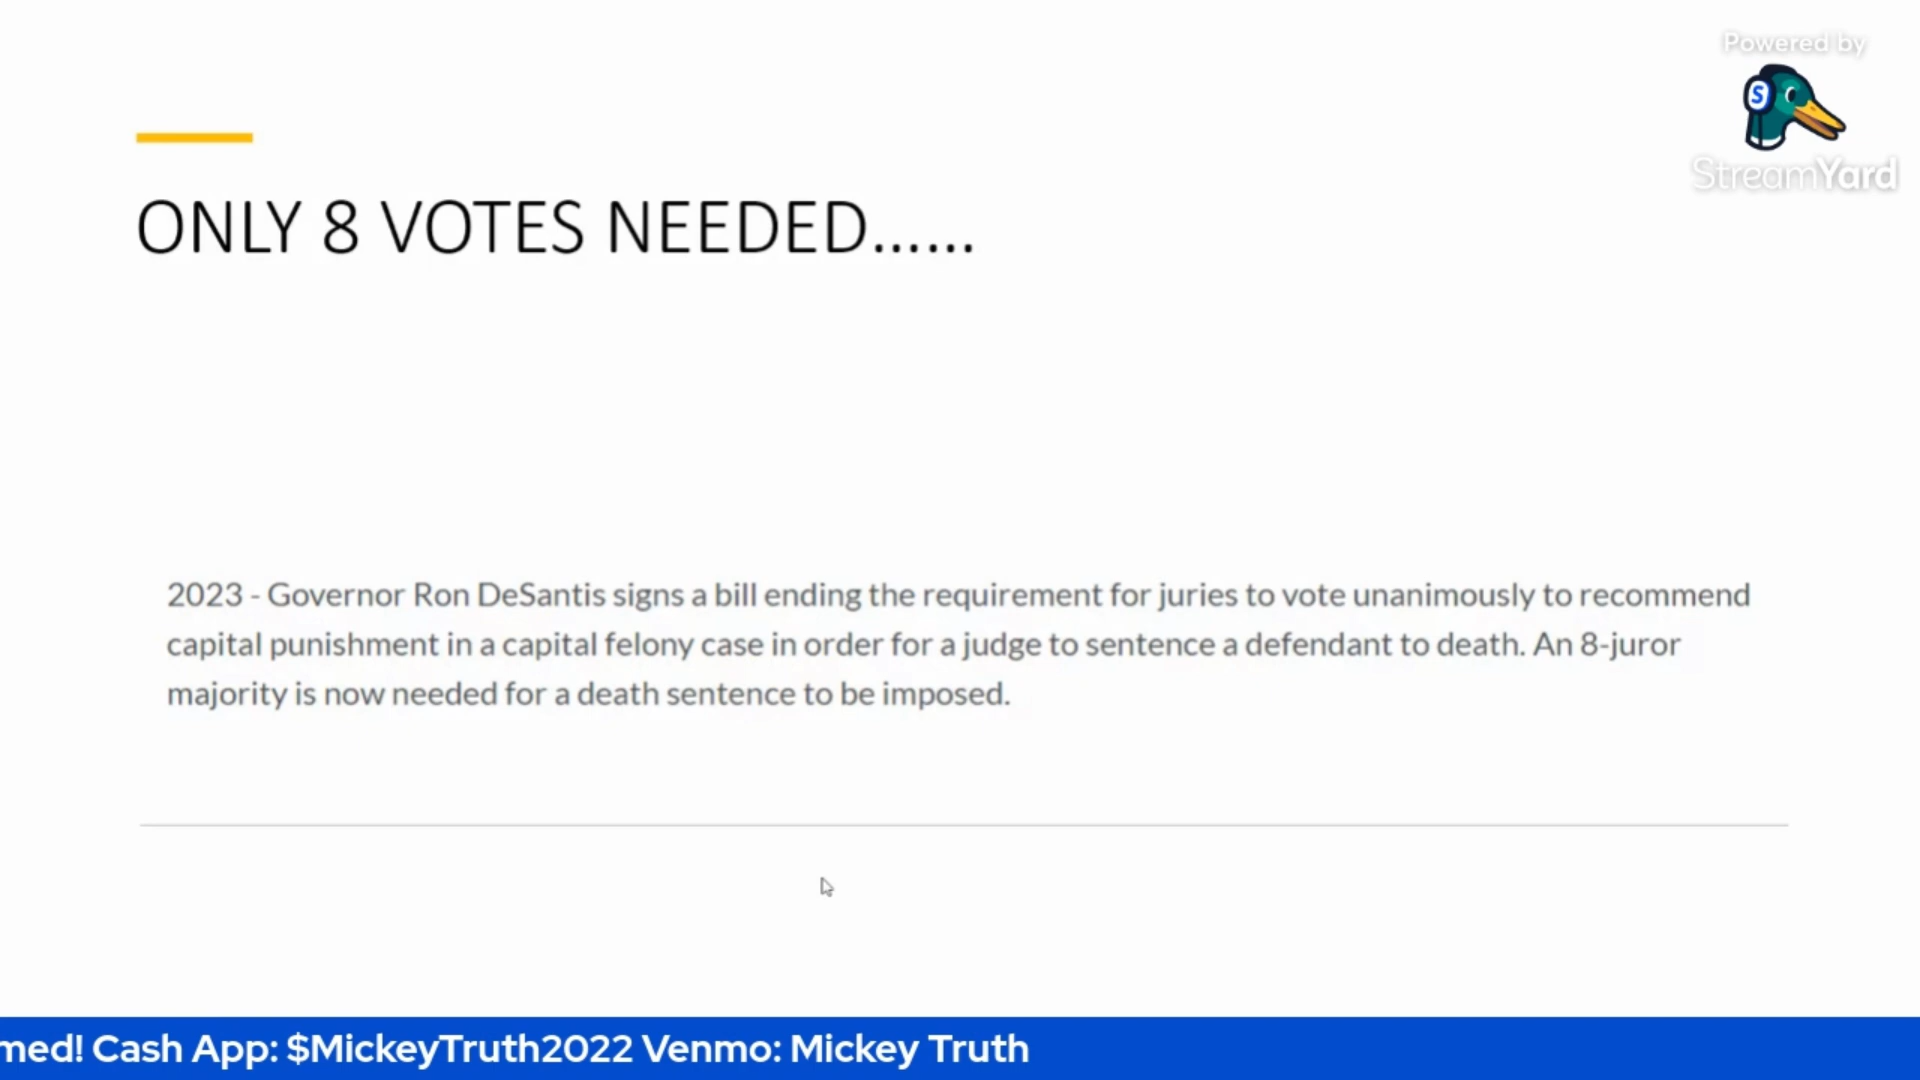 Powered by
S
StreamYard
ONLY 8 VOTES NEEDED......
2023 - Governor Ron DeSantis signs a bill ending the requirement for juries to vote unanimously to recommend
capital punishment in a capital felony case in order for a judge to sentence a defendant to death. An 8-juror
majority is now needed for a death sentence to be imposed.
med! Cash App: $MickeyTruth2022 Venmo: Mickey Truth